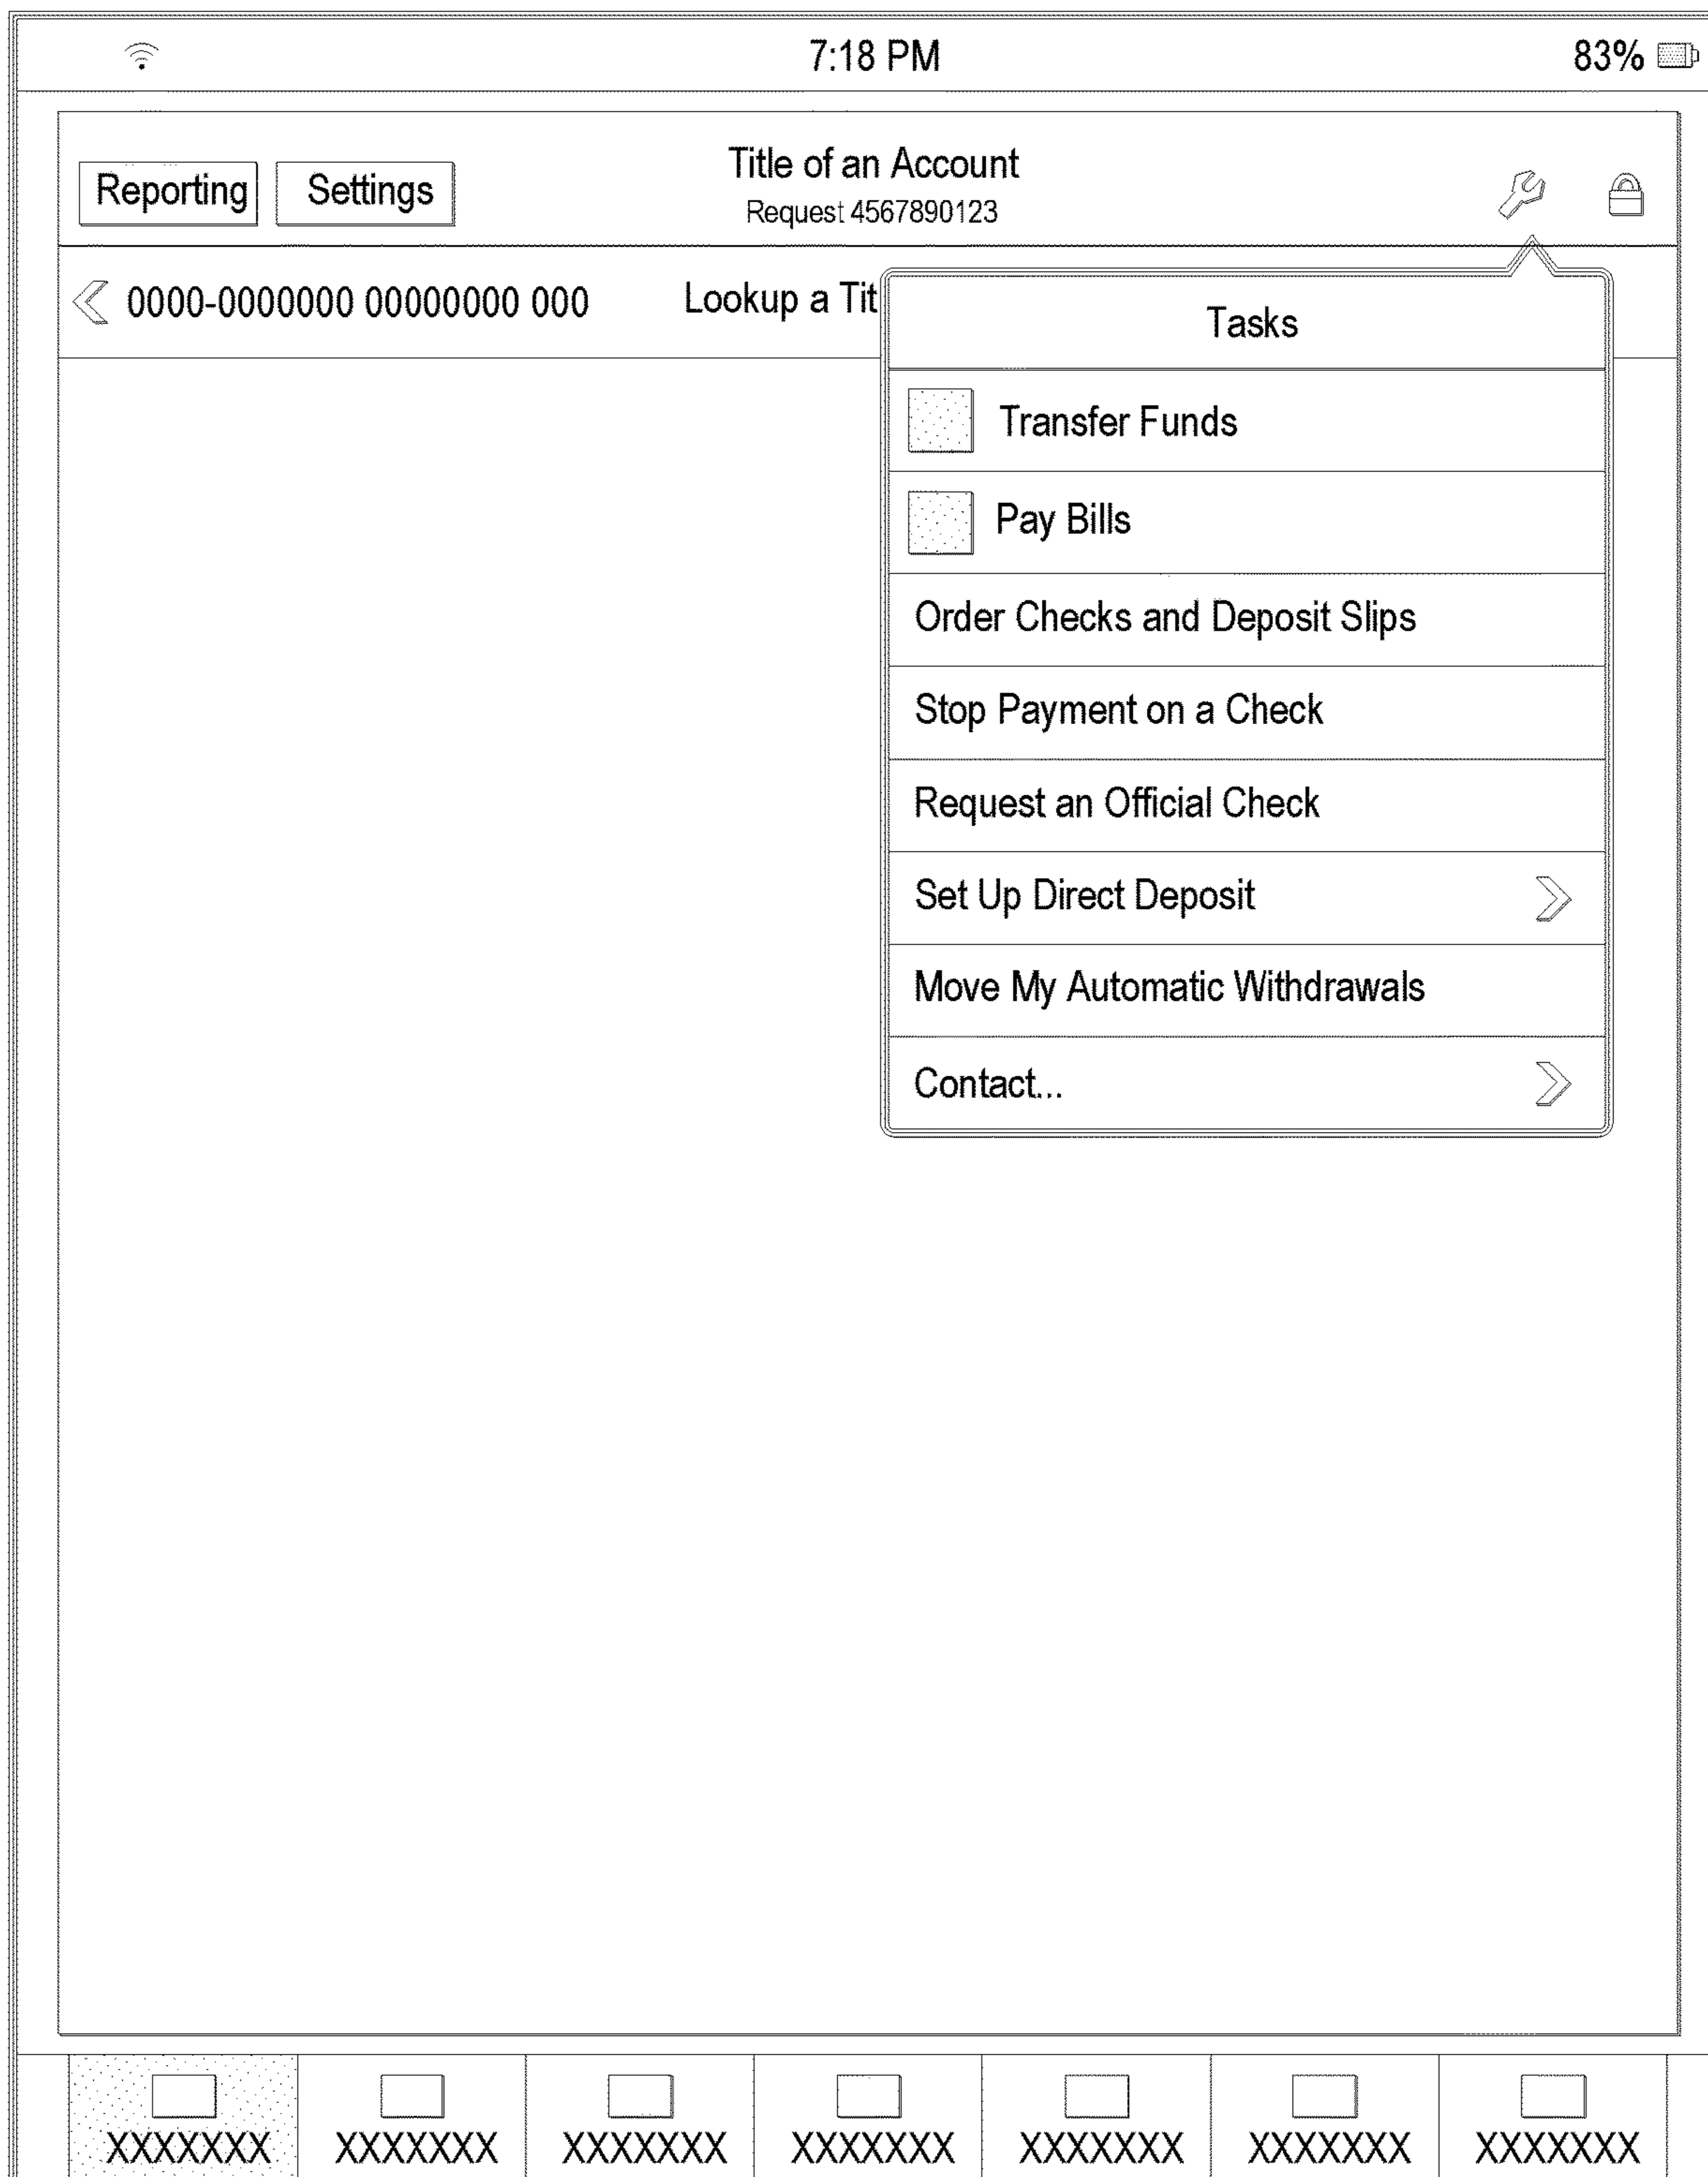 7:18 PM
83%
Reporting
Settings
Title of an Account
Request 4567890123
0000-0000000 00000000 000
Lookup a Tit
Tasks
Transfer Funds
Pay Bills
Order Checks and Deposit Slips
Stop Payment on a Check
Request an Official Check
Set Up Direct Deposit
Move My Automatic Withdrawals
Contact...
XXXXXXX XXXXXXX XXXXXXX XXXXXXX XXXXXXX XXXXXXX XXXXXXX